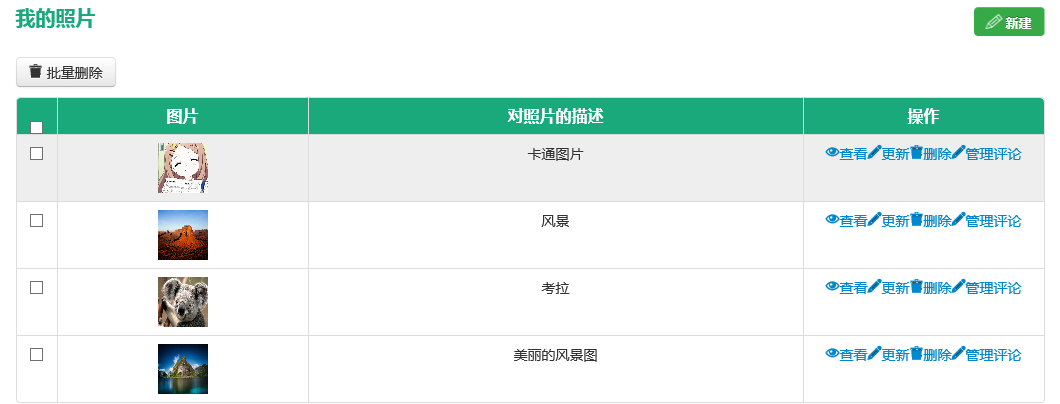 我的照片
新建
批量删除
图片 对照片的描述 操作
卡通图片 查看更新删除管理评论
风景 查看更新删除管理评论
考拉 查看更新删除管理评论
美丽的风景图 查看更新删除管理评论